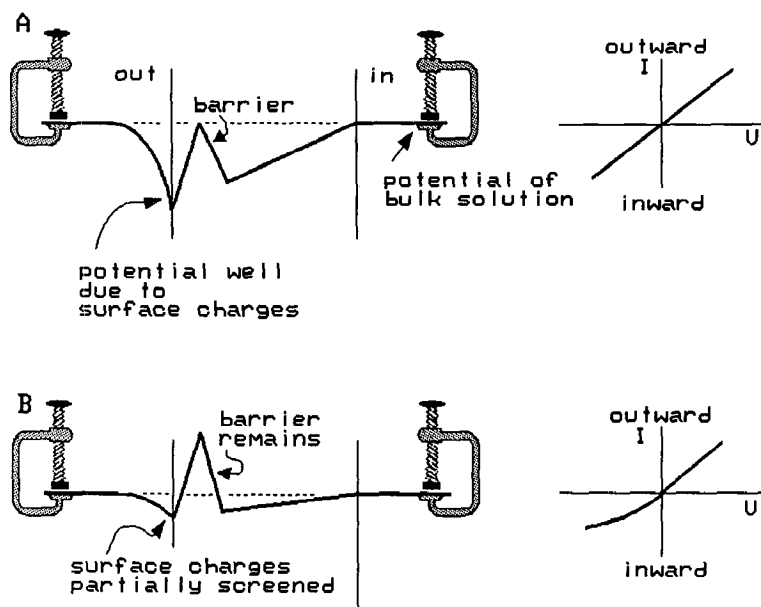 A
out
in
barrier
potential of
bulk solution
potential well
due to
surface charges
outward
I
U
inward
B
barrier
remains
surface charges
partially screened
outward
I
U
inward